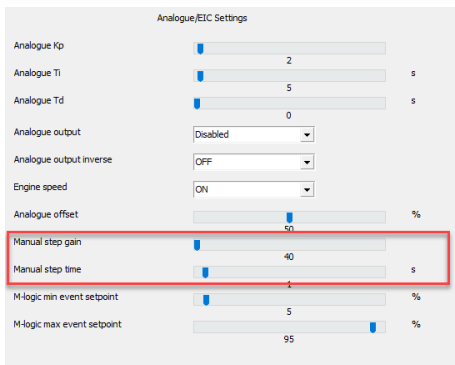 Analogue/EIC Settings
Analogue Kp
2
Analogue Ti s
5
Analogue Td s
0
Analogue output Disabled
Analogue output inverse OFF
Engine speed ON
Analogue offset %
50
Manual step gain
40
Manual step time s
1
M-logic min event setpoint %
5
M-logic max event setpoint %
95